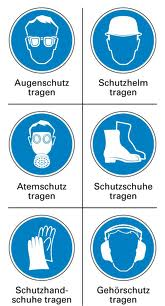 Augenschutz
tragen
Schutzhelm
tragen
Atemschutz
tragen
Schutzschuhe
tragen
Schutzhand-
schuhe tragen
Gehörschutz
tragen